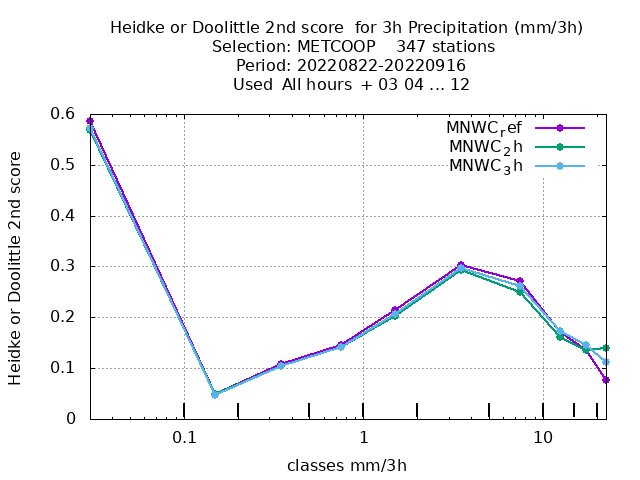 Heidke or Doolittle 2nd score  for 3h Precipitation (mm/3h)
Selection: METCOOP    347 stations
Period: 20220822-20220916
Used  All hours  + 03 04 ... 12
MNWC_ref
MNWC_2h
MNWC_3h
Heidke or Doolittle 2nd score
0.6
0.5
0.4
0.3
0.2
0.1
0
0.1 1 10
classes mm/3h